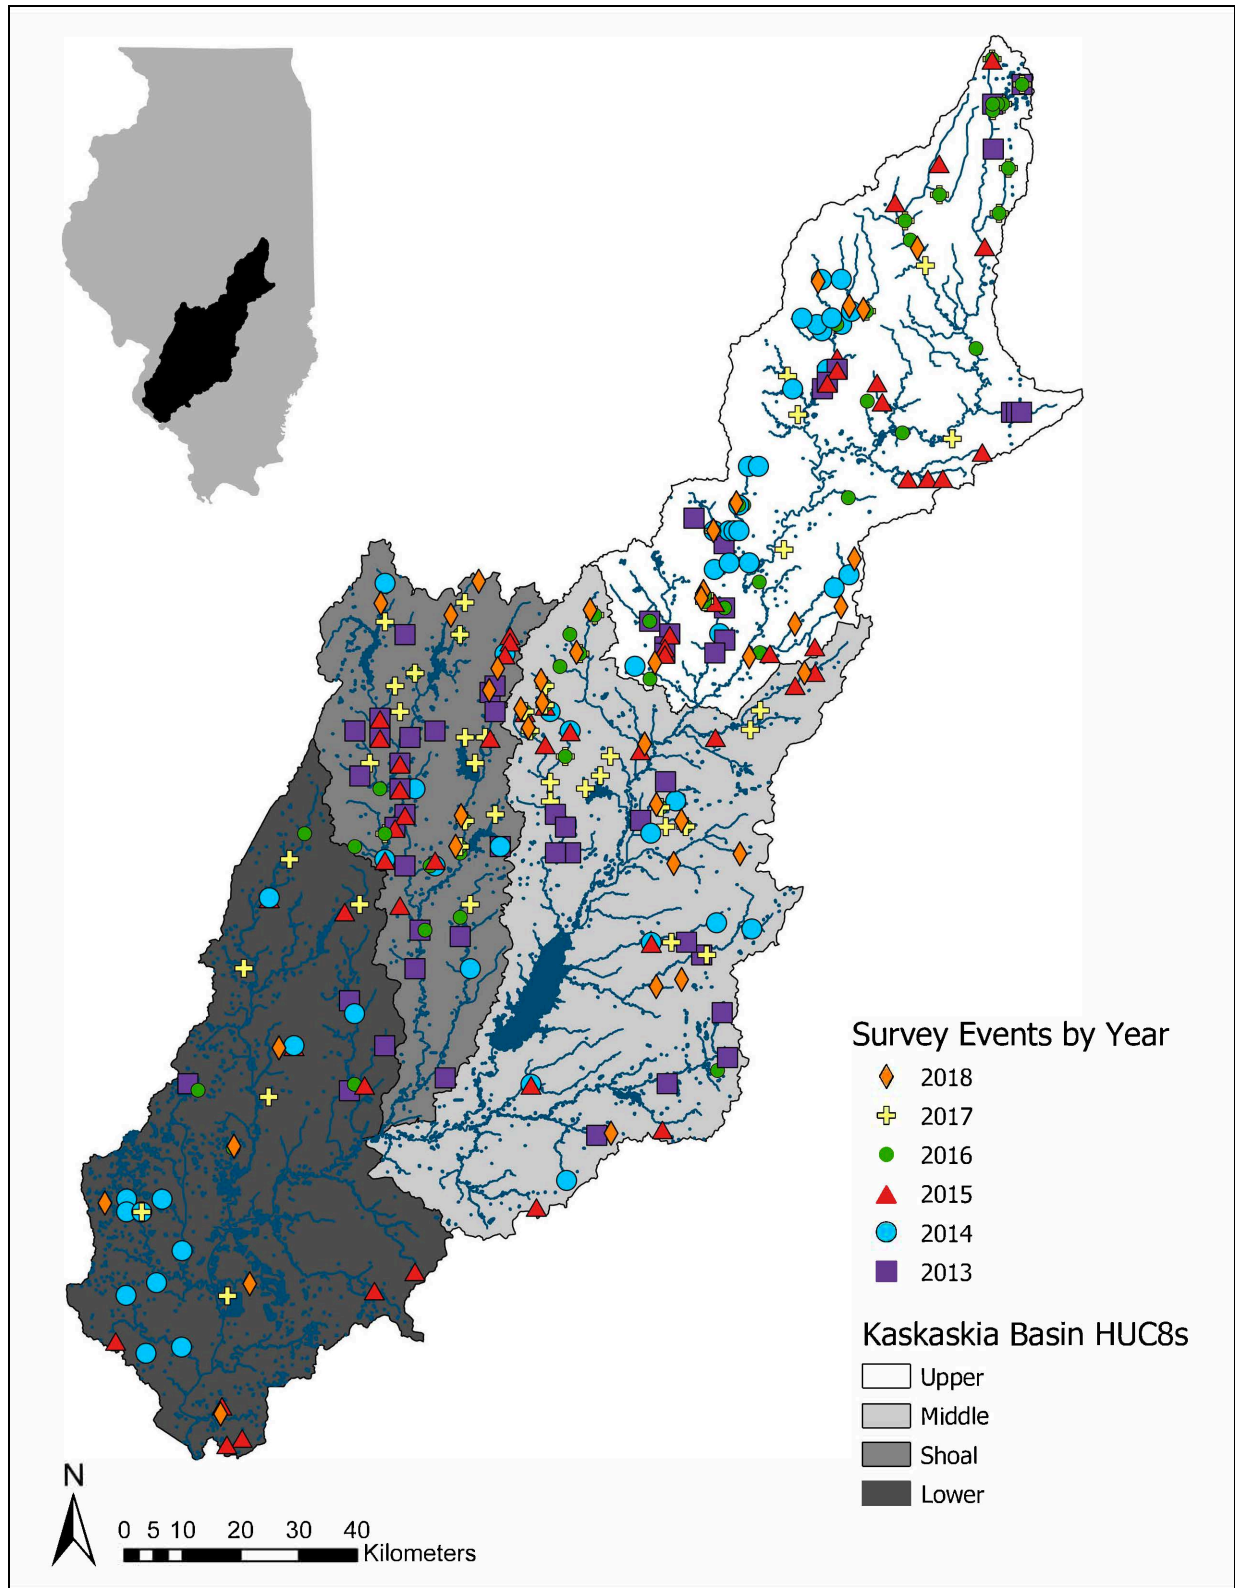 Survey Events by Year
2018
2017
2016
2015
2014
2013
Kaskaskia Basin HUC8s
Upper
Middle
Shoal
Lower
N
0 5 10 20 30 40
Kilometers